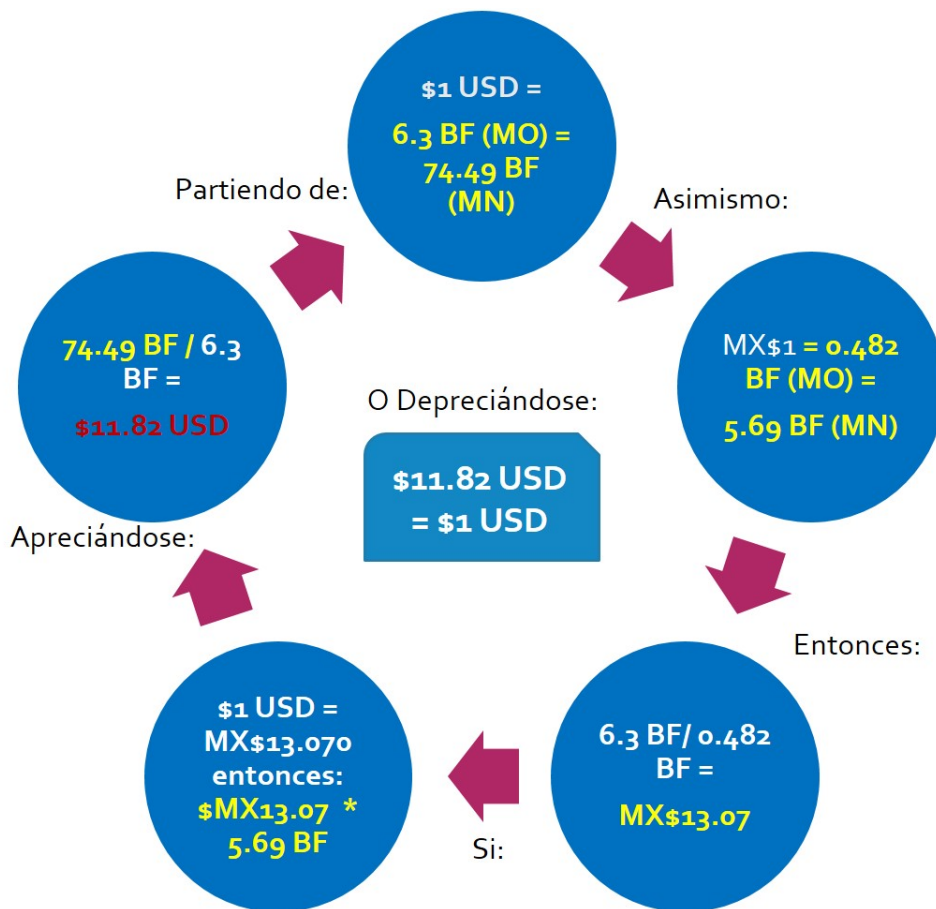 Partiendo de:
$1 USD =
6.3 BF (MO) =
74.49 BF
(MN)
Asimismo:
MX$1 = 0.482
BF (MO) =
5.69 BF (MN)
Entonces:
6.3 BF/ 0.482
BF =
MX$13.07
Si:
$1 USD =
MX$13.070
entonces:
$MX13.07 *
5.69 BF
Apreciándose:
74.49 BF / 6.3
BF =
$11.82 USD
O Depreciándose:
$11.82 USD
= $1 USD